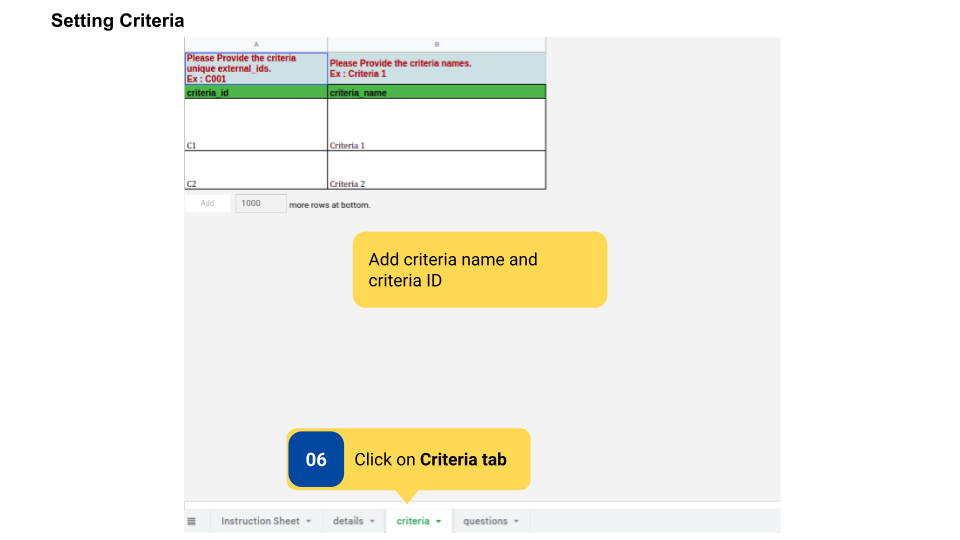 Setting Criteria
A B
Please Provide the criteria
unique external_ids.
Ex : C001
Please Provide the criteria names.
Ex : Criteria 1
criteria_id criteria_name
C1 Criteria 1
C2 Criteria 2
Add 1000 more rows at bottom.
Add criteria name and
criteria ID
06 Click on Criteria tab
Instruction Sheet details criteria questions